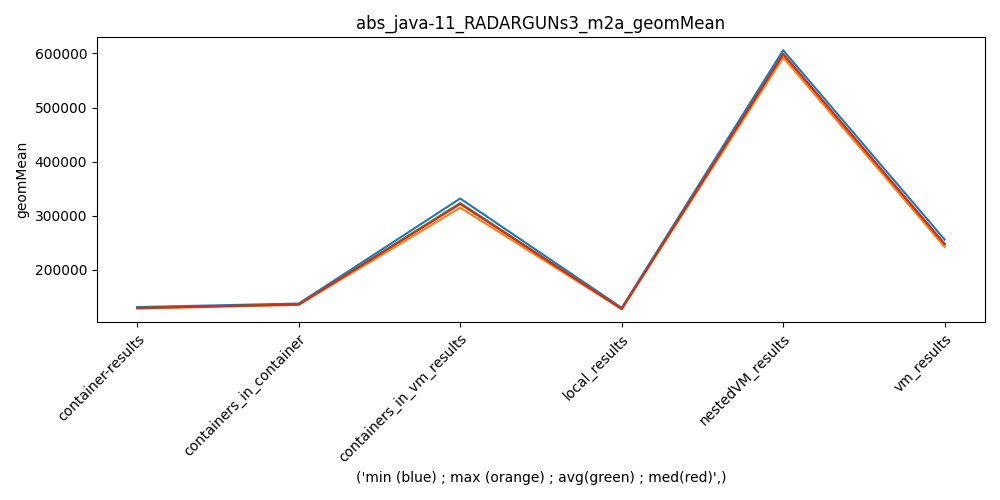 abs_java-11_RADARGUNs3_m2a_geomMean
geomMean
600000
500000
400000
300000
200000
container-results
containers_in_container
containers_in_vm_results
local_results
nestedVM_results
vm_results
('min (blue) ; max (orange) ; avg(green) ; med(red)',)